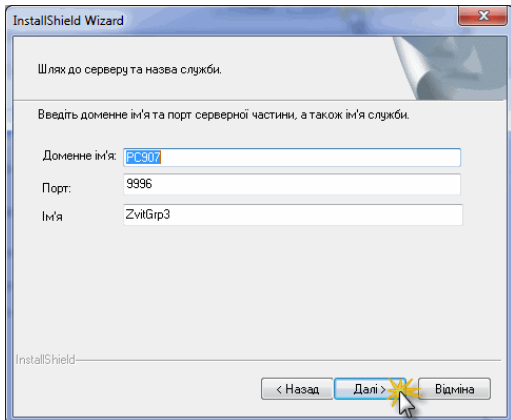 InstallShield Wizard
Шлях до серверу та назва служби.
Введіть доменне ім'я та порт серверної частини, а також ім'я служби.
Доменне ім'я: PC907
Порт: 9996
Ім'я ZvitGrp3
InstallShield
< Назад Далі > Відміна